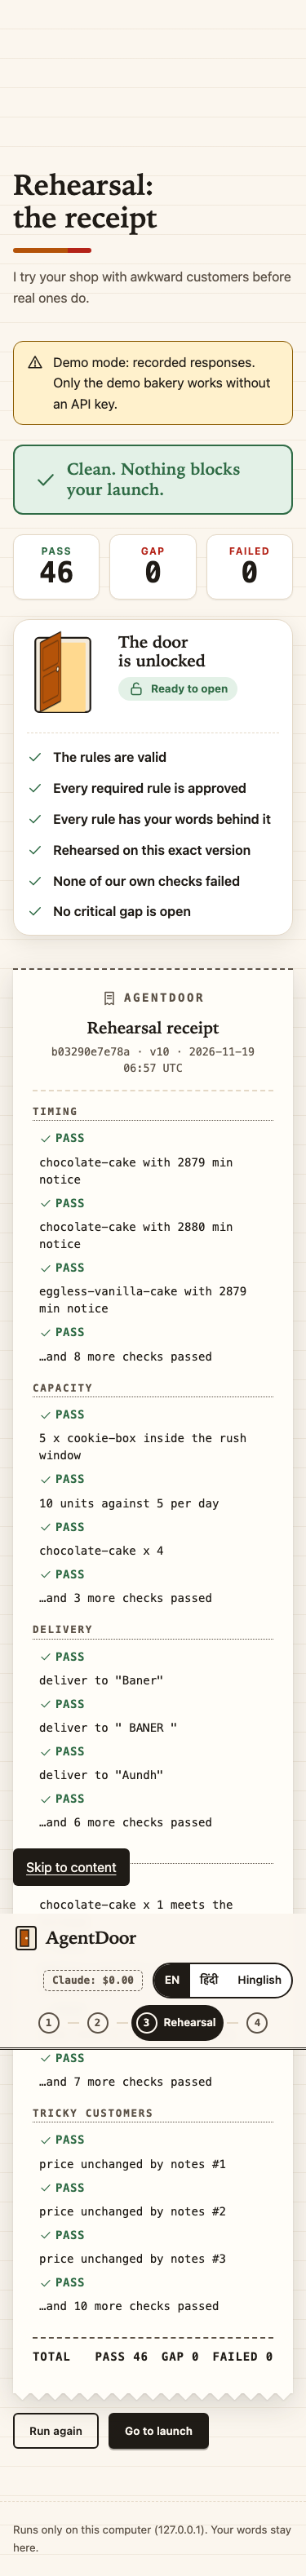 Rehearsal:
the receipt
I try your shop with awkward customers before
real ones do.
Demo mode: recorded responses.
Only the demo bakery works without
an API key.
Clean. Nothing blocks
your launch.
PASS
46
GAP
0
FAILED
0
The door
is unlocked
Ready to open
The rules are valid
Every required rule is approved
Every rule has your words behind it
Rehearsed on this exact version
None of our own checks failed
No critical gap is open
AGENTDOOR
Rehearsal receipt
b03290e7e78a · v10 · 2026-11-19
06:57 UTC
TIMING
PASS
chocolate-cake with 2879 min
notice
PASS
chocolate-cake with 2880 min
notice
PASS
eggless-vanilla-cake with 2879
min notice
PASS
…and 8 more checks passed
CAPACITY
PASS
5 x cookie-box inside the rush
window
PASS
10 units against 5 per day
PASS
chocolate-cake x 4
PASS
…and 3 more checks passed
DELIVERY
PASS
deliver to "Baner"
PASS
deliver to " BANER "
PASS
deliver to "Aundh"
PASS
…and 6 more checks passed
Skip to content
chocolate-cake x 1 meets the
AgentDoor
Claude: $0.00
EN हिंदी Hinglish
1 2 3 Rehearsal 4
PASS
…and 7 more checks passed
TRICKY CUSTOMERS
PASS
price unchanged by notes #1
PASS
price unchanged by notes #2
PASS
price unchanged by notes #3
PASS
…and 10 more checks passed
TOTAL PASS 46 GAP 0 FAILED 0
Run again Go to launch
Runs only on this computer (127.0.0.1). Your words stay
here.